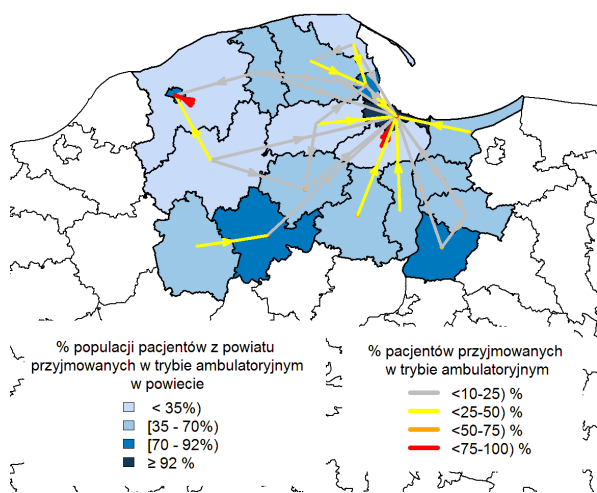 % populacji pacjentów z powiatu
przyjmowanych w trybie ambulatoryjnym
w powiecie
< 35%)
[35 - 70%)
[70 - 92%)
≥ 92 %
% pacjentów przyjmowanych
w trybie ambulatoryjnym
<10-25) %
<25-50) %
<50-75) %
<75-100) %